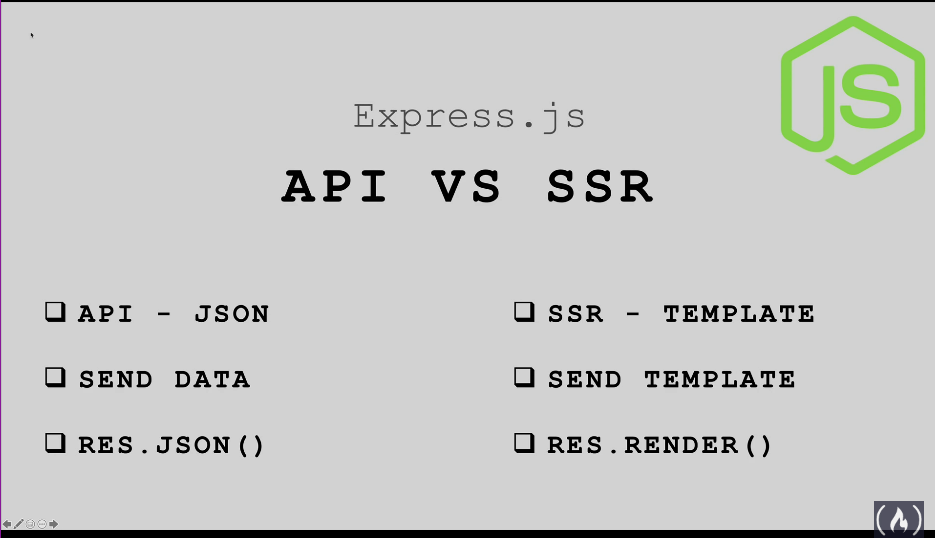 JS
Express.js
API VS SSR
API - JSON
SEND DATA
RES.JSON()
SSR - TEMPLATE
SEND TEMPLATE
RES.RENDER()